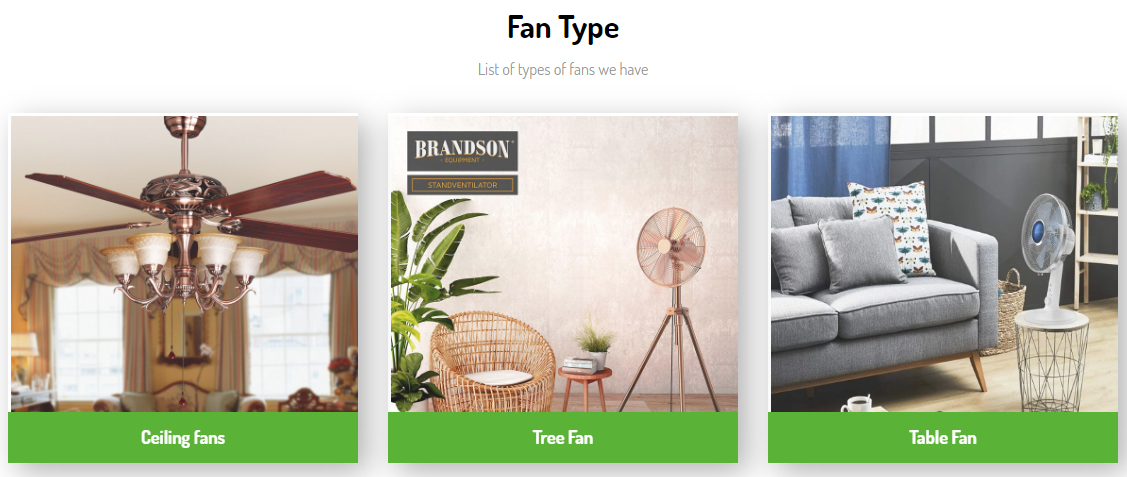 Fan Type
List of types of fans we have
BRANDSON
- EQUIPMENT -
STANDVENTILATOR
Ceiling fans
Tree Fan
Table Fan